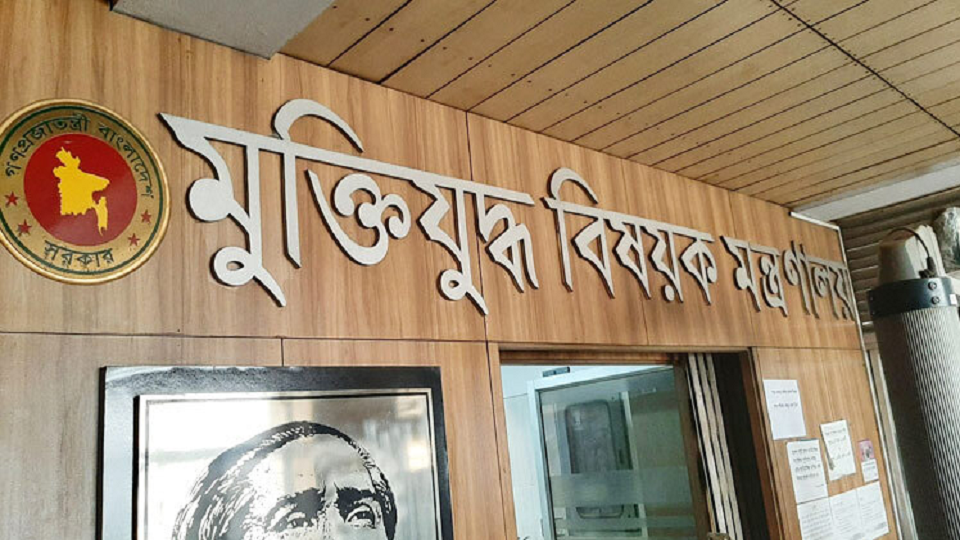 গণপ্রজাতন্ত্রী বাংলাদেশ
সরকার
মুক্তিযুদ্ধ বিষয়ক মন্ত্রণালয়